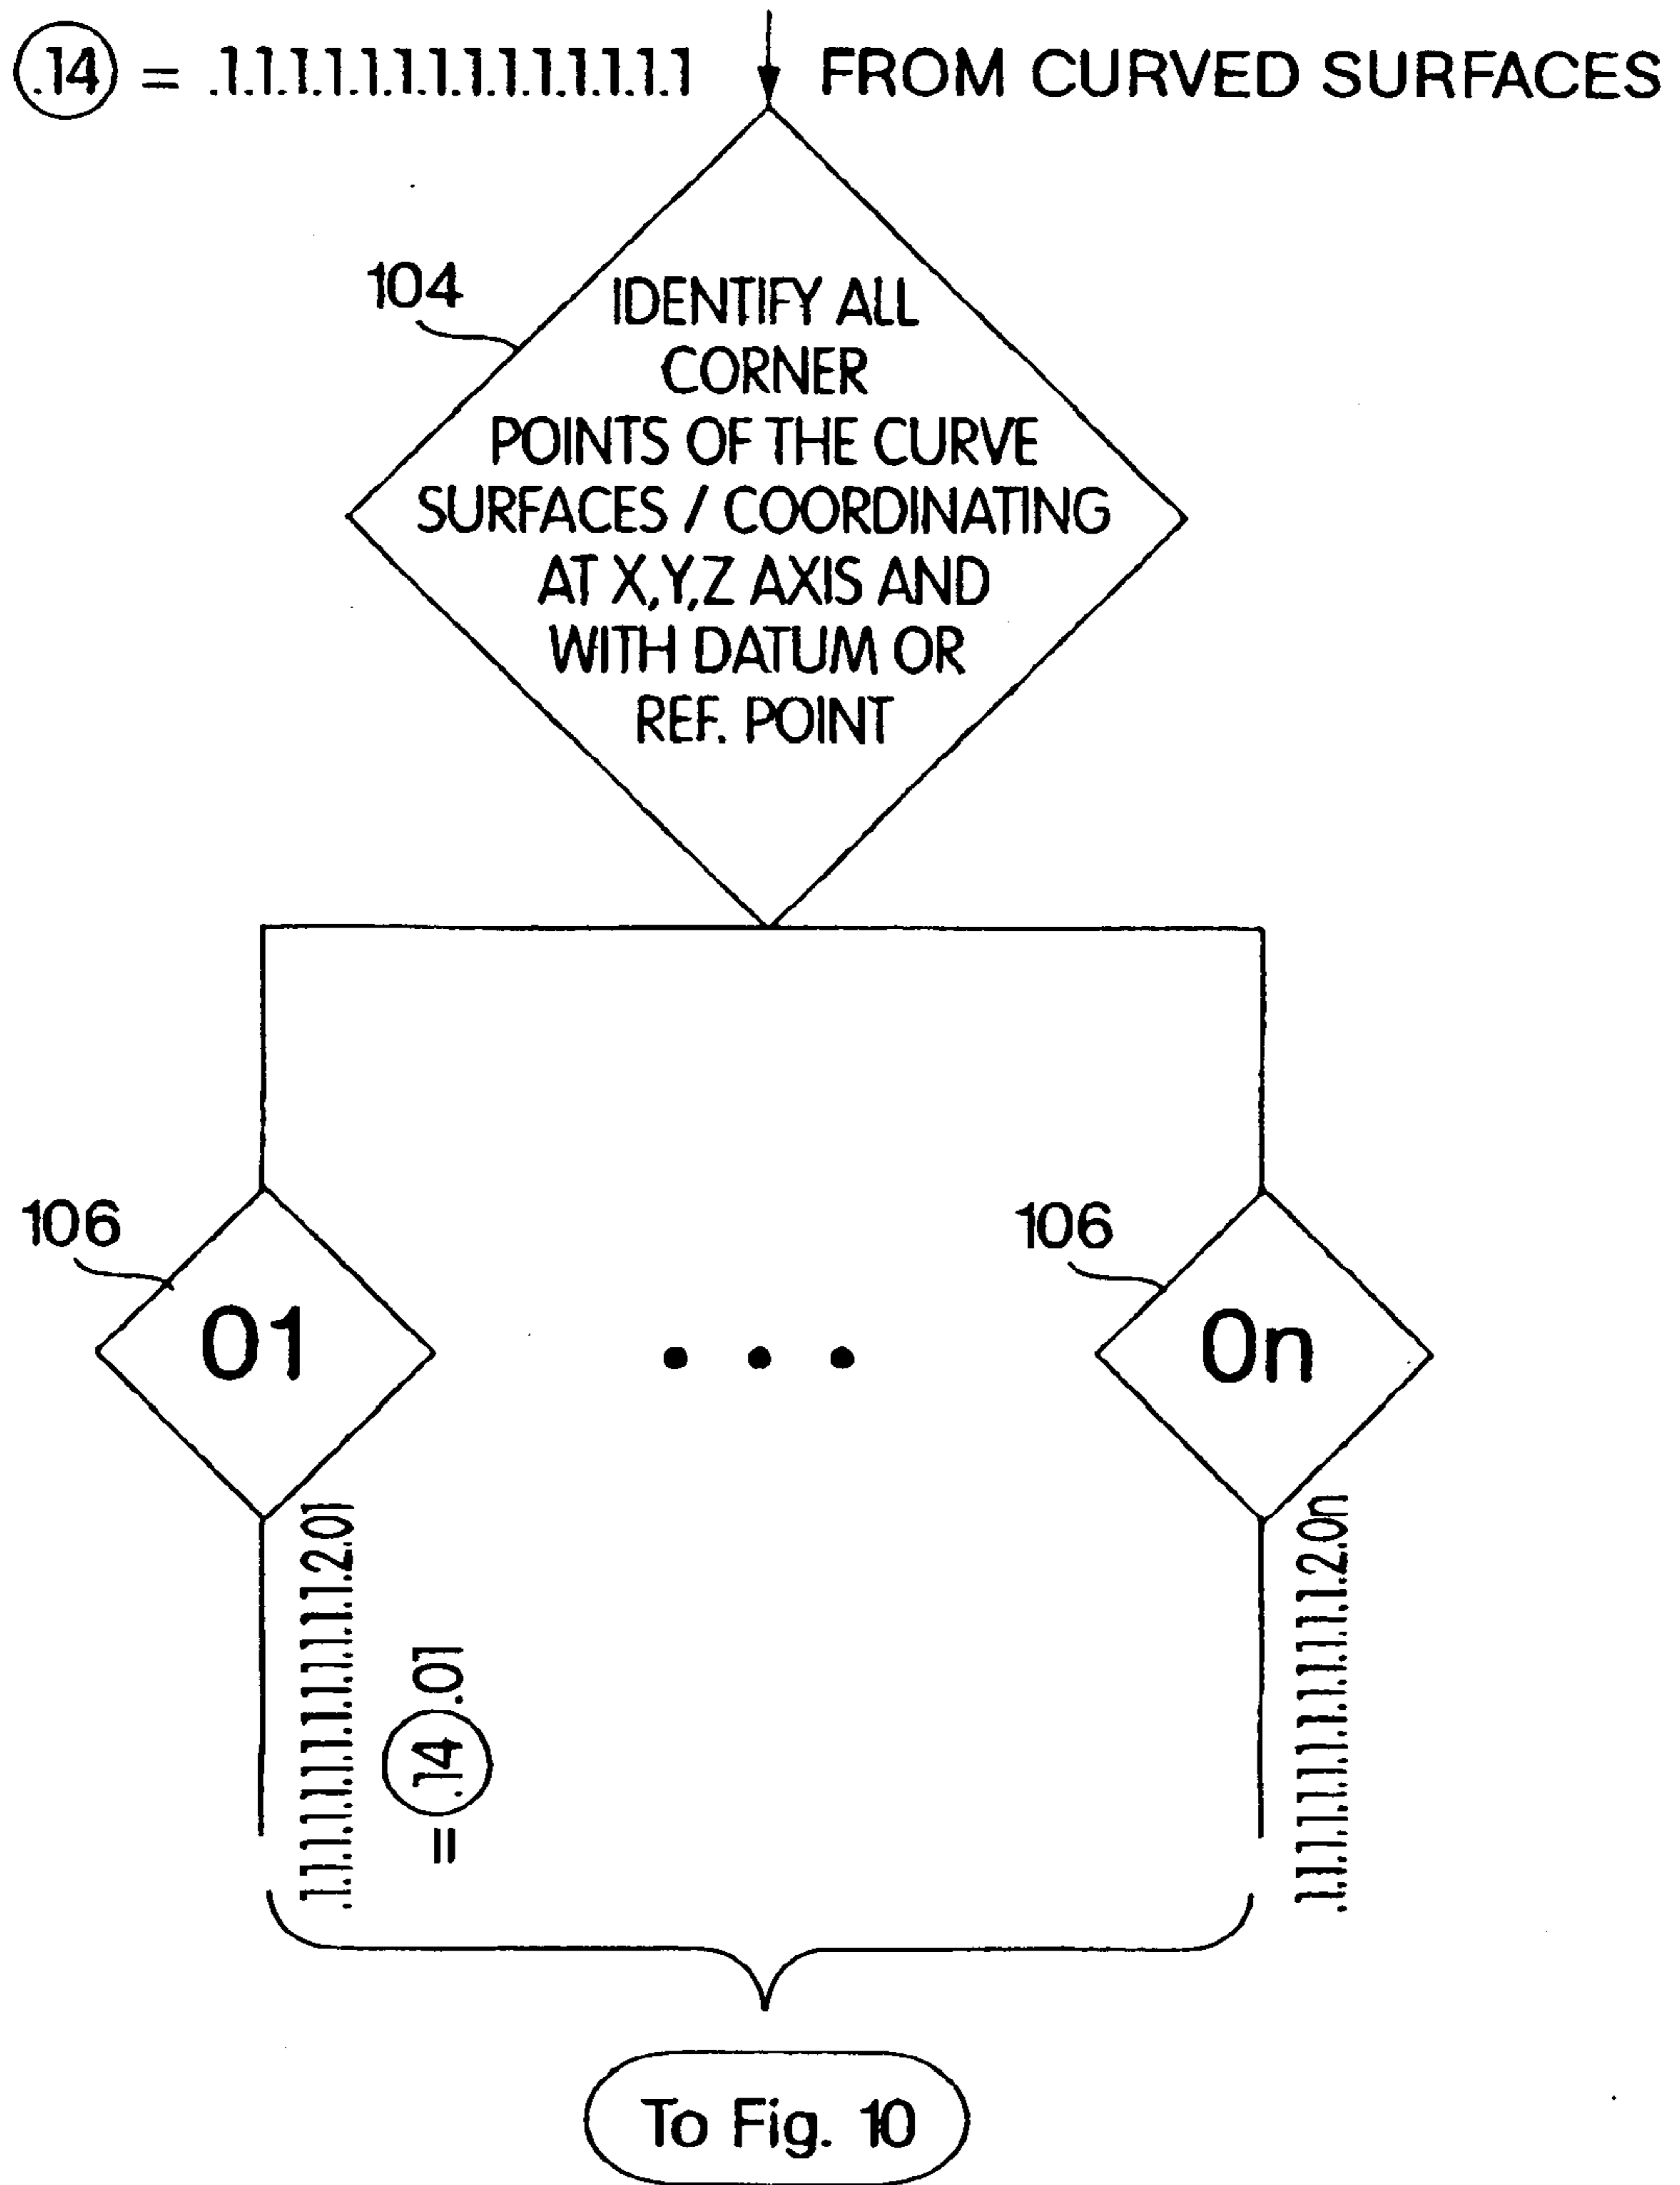 .14 = .1.1.1.1.1.1.1.1.1.1.1.1.1.1
FROM CURVED SURFACES
104
IDENTIFY ALL
CORNER
POINTS OF THE CURVE
SURFACES / COORDINATING
AT X,Y,Z AXIS AND
WITH DATUM OR
REF. POINT
106
01
• • •
106
0n
.1.1.1.1.1.1.1.1.1.1.1.1.1.2.01
= .14.01
.1.1.1.1.1.1.1.1.1.1.1.1.1.2.0n
To Fig. 10